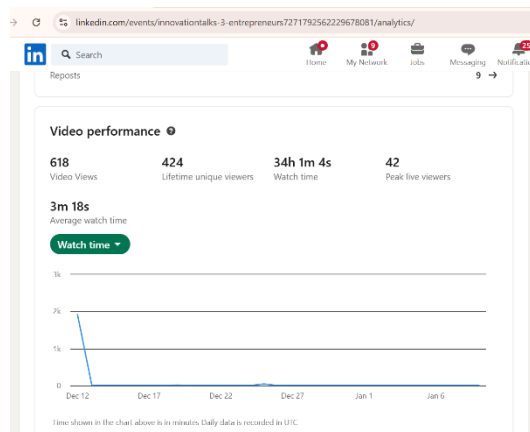 linkedin.com/events/innovationtalks-3-entrepreneurs7271792562229678081/analytics/
in
Search
Home
9
My Network
Jobs
Messaging
25
Notificati
Reposts
9 →
Video performance
618
Video Views
424
Lifetime unique viewers
34h 1m 4s
Watch time
42
Peak live viewers
3m 18s
Average watch time
Watch time
3k
2k
1k
0
Dec 12
Dec 17
Dec 22
Dec 27
Jan 1
Jan 6
Time shown in the chart above is in minutes Daily data is recorded in UTC